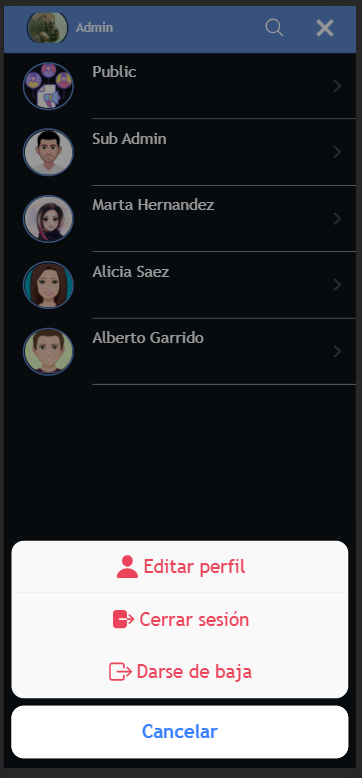 Admin
Public
Sub Admin
Marta Hernandez
Alicia Saez
Alberto Garrido
Editar perfil
Cerrar sesión
Darse de baja
Cancelar